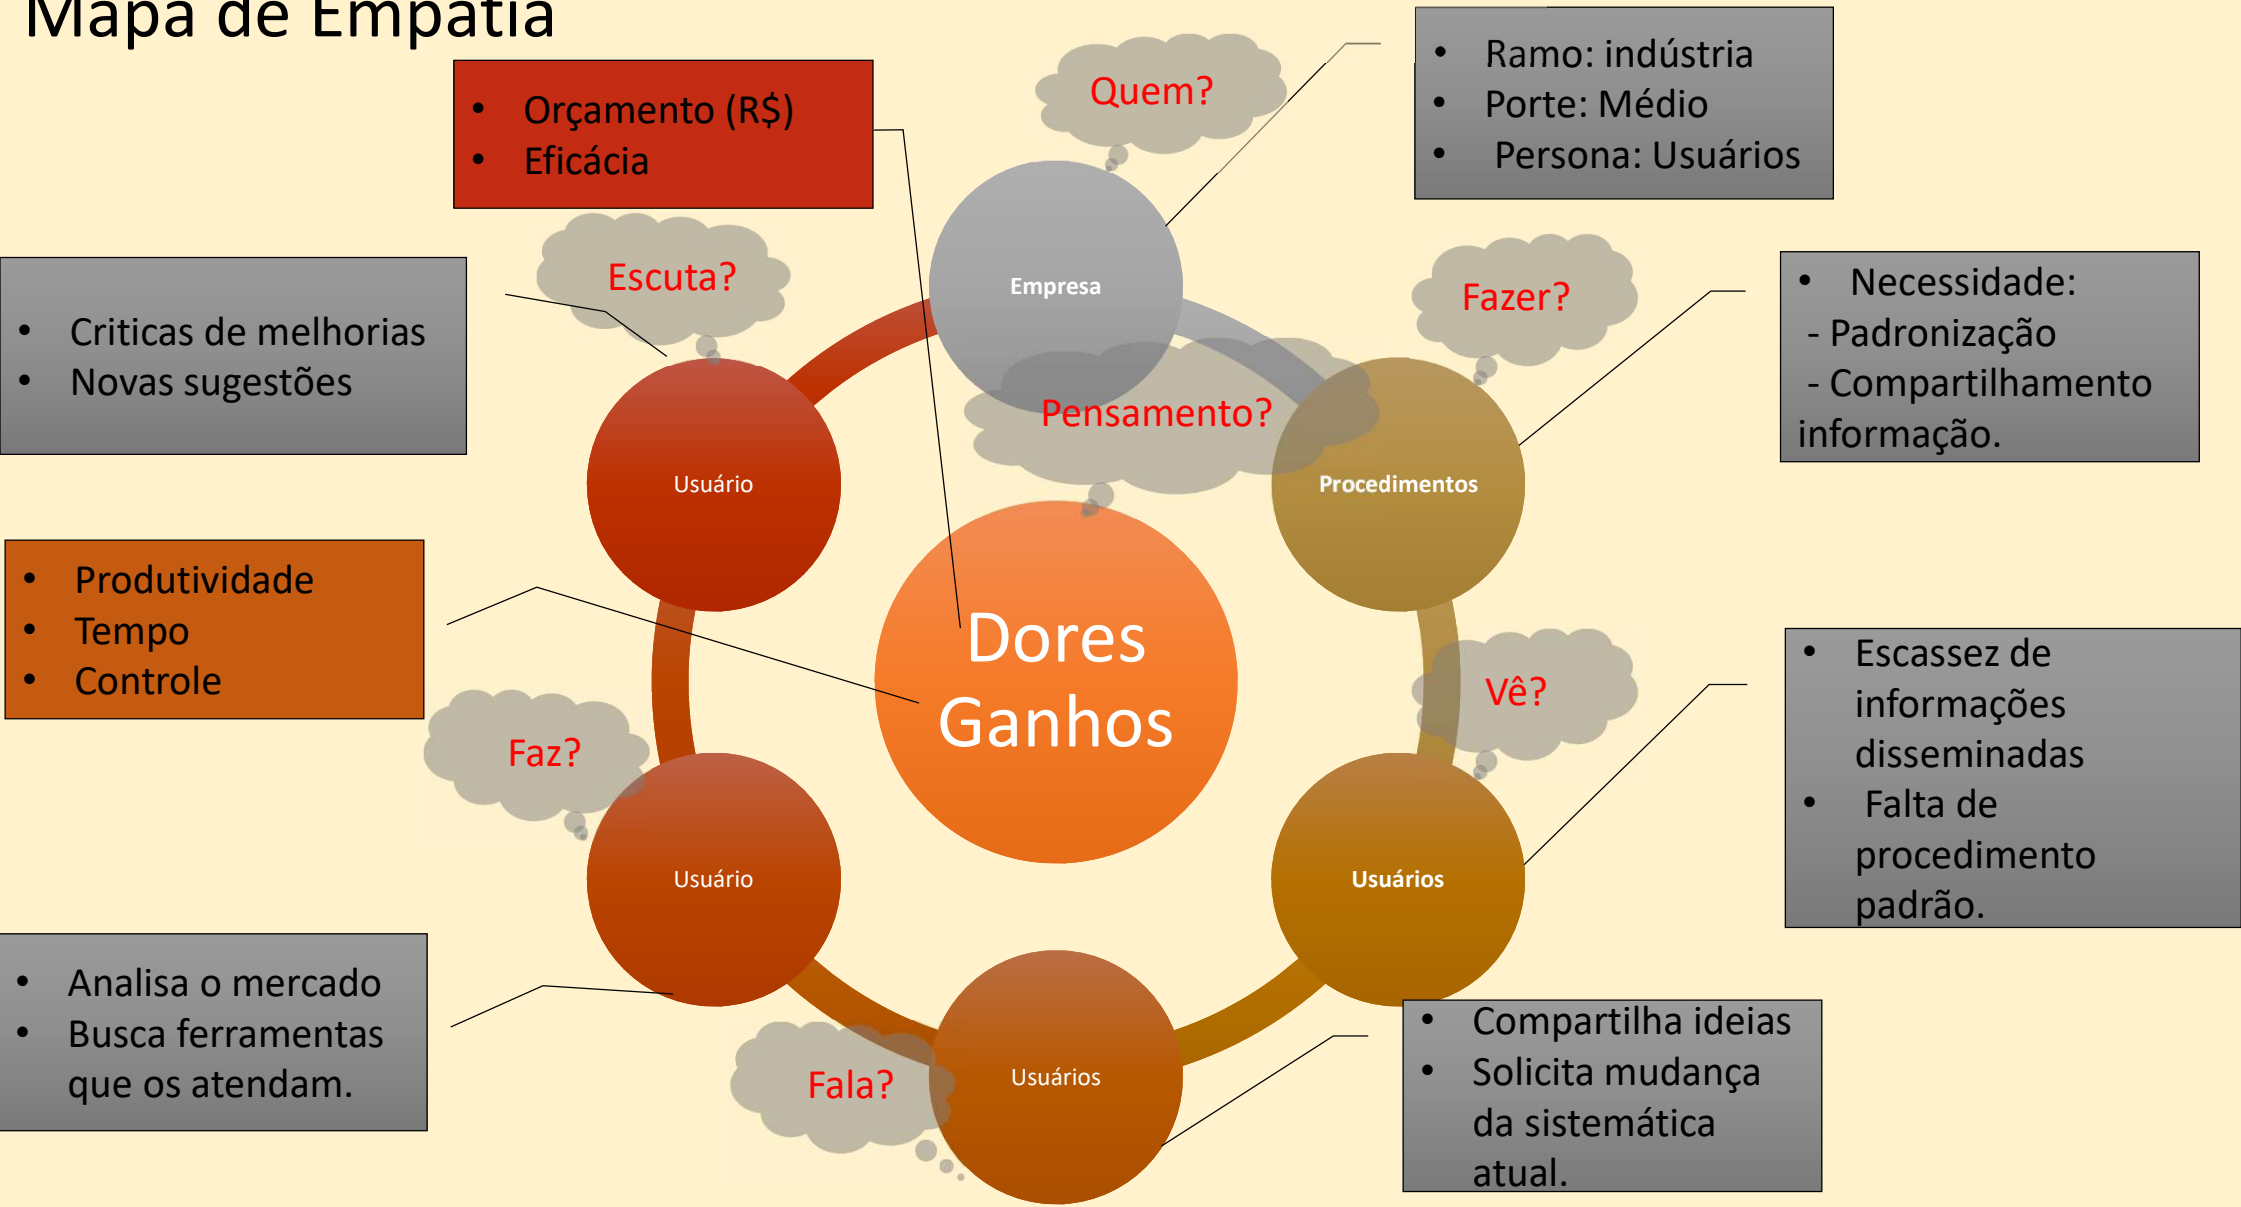 Mapa de Empatia
• Orçamento (R$)
• Eficácia
Quem?
• Ramo: indústria
• Porte: Médio
• Persona: Usuários
Escuta?
Empresa
Fazer?
• Necessidade:
- Padronização
- Compartilhamento
informação.
• Criticas de melhorias
• Novas sugestões
Pensamento?
Usuário
Procedimentos
• Produtividade
• Tempo
• Controle
Dores
Ganhos
Vê?
• Escassez de
informações
disseminadas
• Falta de
procedimento
padrão.
Faz?
Usuário
Usuários
• Analisa o mercado
• Busca ferramentas
que os atendam.
Fala?
Usuários
• Compartilha ideias
• Solicita mudança
da sistemática
atual.